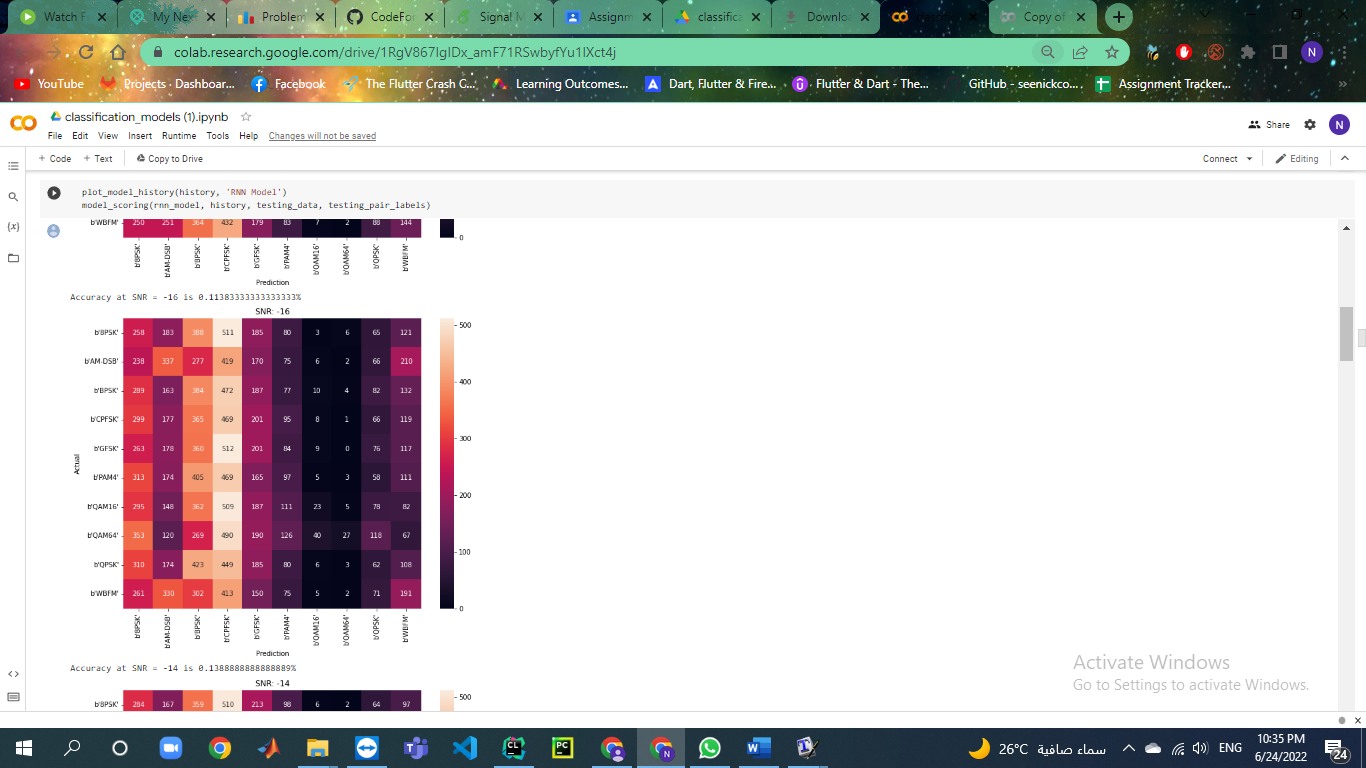 Watch F
My Nex
Problem
CodeFor
Signal M
Assignm
classifica
Downloa
Copy of
colab.research.google.com/drive/1RgV867IgIDx_amF71RSwbyfYu1IXct4j
N
YouTube
Projects · Dashboar...
Facebook
The Flutter Crash C...
Learning Outcomes...
Dart, Flutter & Fire...
Flutter & Dart - The...
GitHub - seenickco...
Assignment Tracker...
»
classification_models (1).ipynb
File Edit View Insert Runtime Tools Help Changes will not be saved
Share
N
+ Code + Text Copy to Drive
Connect Editing
plot_model_history(history, 'RNN Model')
model_scoring(rnn_model, history, testing_data, testing_pair_labels)
b'WBFM' 250 251 364 432 179 83 7 2 88 144
0
b'8PSK' b'AM-DSB' b'BPSK' b'CPFSK' b'GFSK' b'PAM4' b'QAM16' b'QAM64' b'QPSK' b'WBFM'
Prediction
Accuracy at SNR = -16 is 0.11383333333333333%
SNR: -16
b'8PSK' 258 183 388 511 185 80 3 6 65 121
b'AM-DSB' 238 337 277 419 170 75 6 2 66 210
b'BPSK' 289 163 384 472 187 77 10 4 82 132
b'CPFSK' 299 177 365 469 201 95 8 1 66 119
b'GFSK' 263 178 360 512 201 84 9 0 76 117
b'PAM4' 313 174 405 469 165 97 5 3 58 111
b'QAM16' 295 148 362 509 187 111 23 5 78 82
b'QAM64' 353 120 269 490 190 126 40 27 118 67
b'QPSK' 310 174 423 449 185 80 6 3 62 108
b'WBFM' 261 330 302 413 150 75 5 2 71 191
Actual
500
400
300
200
100
0
b'8PSK' b'AM-DSB' b'BPSK' b'CPFSK' b'GFSK' b'PAM4' b'QAM16' b'QAM64' b'QPSK' b'WBFM'
Prediction
Accuracy at SNR = -14 is 0.1388888888888889%
SNR: -14
b'8PSK' 284 167 359 510 213 98 6 2 64 97
500
Activate Windows
Go to Settings to activate Windows.
26°C سماء صافية
ENG
10:35 PM
6/24/2022
24